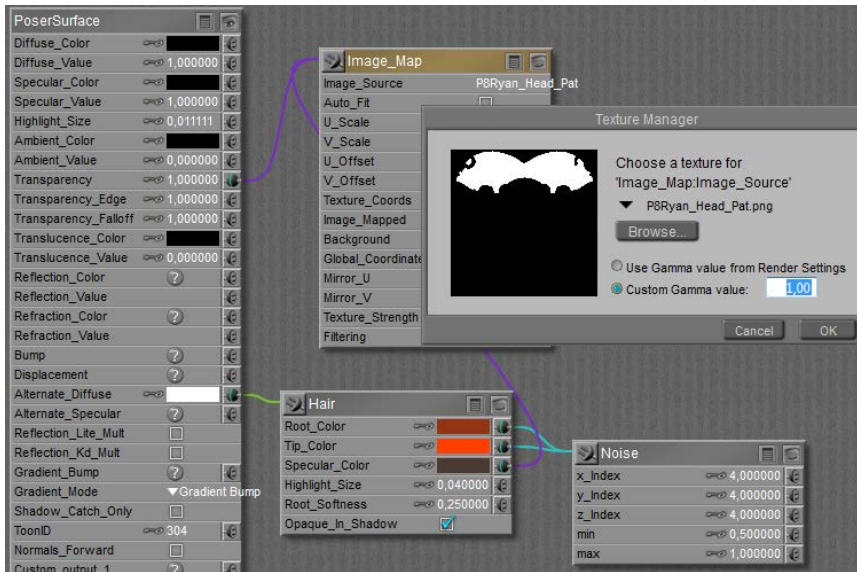 PoserSurface
Diffuse_Color
Diffuse_Value 1,000000
Specular_Color
Specular_Value 1,000000
Highlight_Size 0,011111
Ambient_Color
Ambient_Value 0,000000
Transparency 1,000000
Transparency_Edge 1,000000
Transparency_Falloff 1,000000
Translucence_Color
Translucence_Value 0,000000
Reflection_Color ?
Reflection_Value
Refraction_Color ?
Refraction_Value
Bump ?
Displacement ?
Alternate_Diffuse
Alternate_Specular ?
Reflection_Lite_Mult
Reflection_Kd_Mult
Gradient_Bump ?
Gradient_Mode Gradient Bump
Shadow_Catch_Only
ToonID 304
Normals_Forward
Custom_output_1 ?
Image_Map
Image_Source P8Ryan_Head_Pat
Auto_Fit
U_Scale
V_Scale
U_Offset
V_Offset
Texture_Coords
Image_Mapped
Background
Global_Coordinate
Mirror_U
Mirror_V
Texture_Strength
Filtering
Texture Manager
Choose a texture for
'Image_Map:Image_Source'
P8Ryan_Head_Pat.png
Browse...
Use Gamma value from Render Settings
Custom Gamma value: 1,00
Cancel OK
Hair
Root_Color
Tip_Color
Specular_Color
Highlight_Size 0,040000
Root_Softness 0,250000
Opaque_In_Shadow
Noise
x_Index 4,000000
y_Index 4,000000
z_Index 4,000000
min 0,500000
max 1,000000